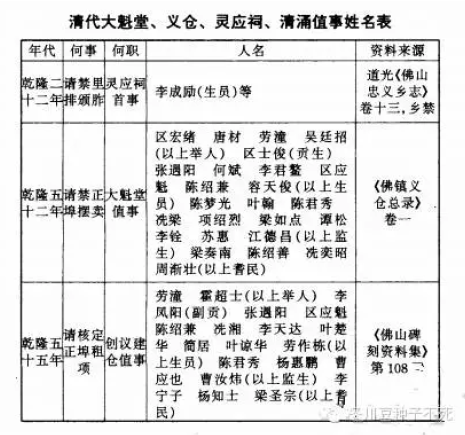 清代大魁堂、义仓、灵应祠、清涌值事姓名表
年代 何事 何职 人名 资料来源
乾隆二十二年 请禁里排颁胙 灵应祠首事 李成励(生员)等 道光《佛山忠义乡志》卷十三,乡禁
乾隆五十二年 请禁正埠摆卖 大魁堂值事
区宏绪 唐材 劳潼 吴廷招
(以上举人) 区士俊(贡生)
张遇阳 何斌 李君鳌 区应
魁 陈绍兼 容天俊(以上生
员) 陈梦光 叶翰 陈君秀
冼梁 项绍烈 梁如点 谭松
李铨 苏惠 江德昌(以上监
生) 梁奏南 陈绍善 冼奕昭
周渐壮(以上耆民)
《佛镇义仓总录》卷一
乾隆五十五年 请核定正埠租项 创议建仓值事
劳潼 霍超士(以上举人) 李
凤阳(副贡) 张遇阳 区应魁
陈绍兼 冼湘 李天达 叶楚
华 简居 叶谅华 劳作栋(以
上生员) 陈君秀 杨惠鹏 曹
应也 曹汝炜(以上监生) 李
宁子 杨知士 梁圣宗(以上耆
民)
《佛山碑刻资料集》第108
豆种子不死